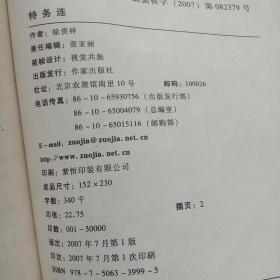 数据核字（2007）第082379号
特务连
作者：徐贵祥
责任编辑：张亚丽
装帧设计：视觉共振
出版发行：作家出版社
社址：北京农展馆南里10号 邮码：100026
电话传真：86-10-65930756（出版发行部）
86-10-65004079（总编室）
86-10-65015116（邮购部）
E-mail: zuojia @ zuojia.net.cn
http://www.zuojia.net.cn
印刷：紫恒印装有限公司
成品尺寸：152×230
字数：340千
印张：22.75 插页：2
印数：001-30000
版次：2007年7月第1版
印次：2007年7月第1次印刷
ISBN 978-7-5063-3999-5